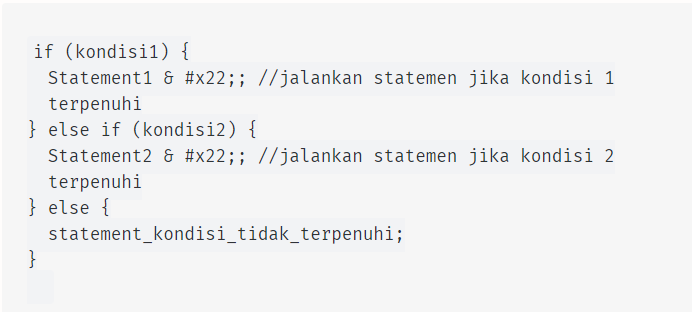 if (kondisi1) {
Statement1 & #x22;; //jalankan statemen jika kondisi 1
terpenuhi
} else if (kondisi2) {
Statement2 & #x22;; //jalankan statemen jika kondisi 2
terpenuhi
} else {
statement_kondisi_tidak_terpenuhi;
}